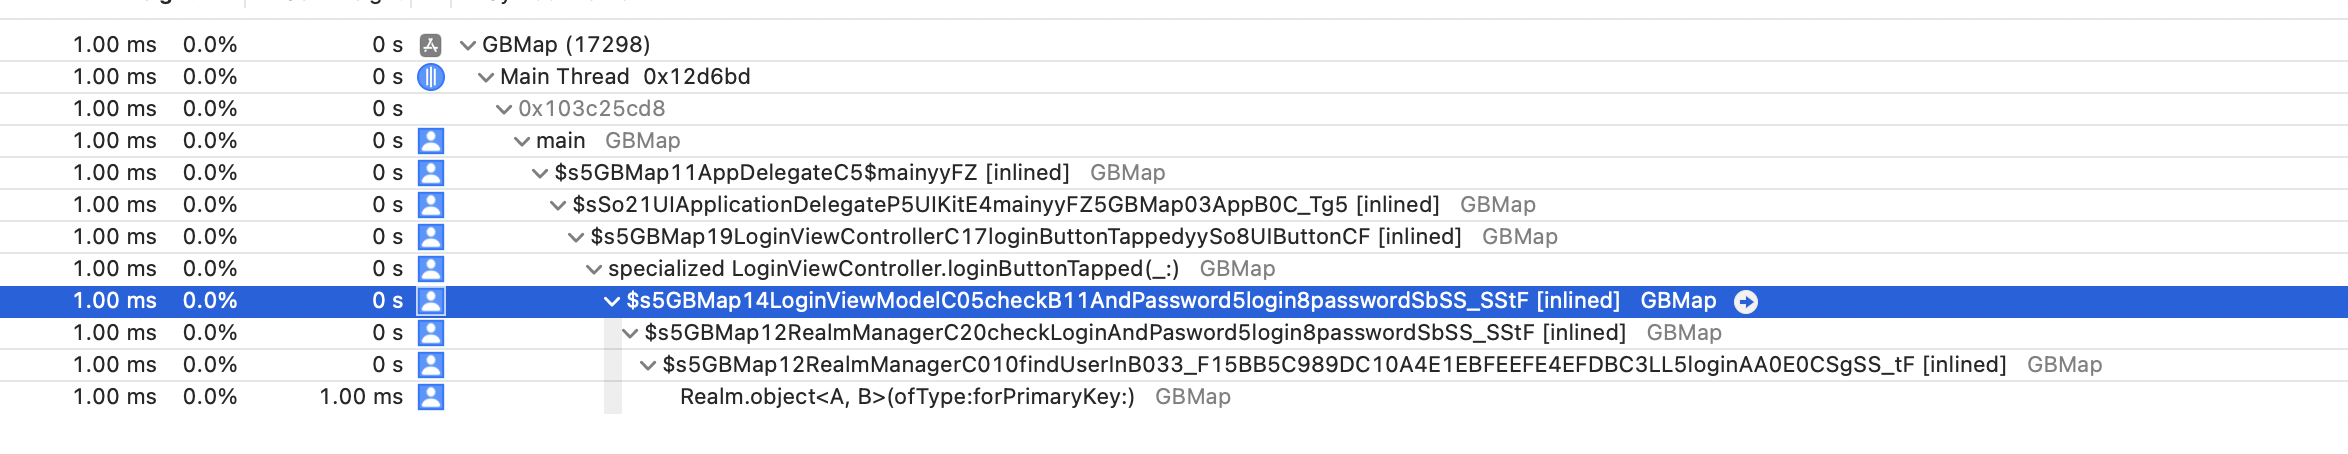 1.00 ms 0.0% 0 s GBMap (17298)
1.00 ms 0.0% 0 s Main Thread 0x12d6bd
1.00 ms 0.0% 0 s 0x103c25cd8
1.00 ms 0.0% 0 s main GBMap
1.00 ms 0.0% 0 s $s5GBMap11AppDelegateC5$mainyyFZ [inlined] GBMap
1.00 ms 0.0% 0 s $sSo21UIApplicationDelegateP5UIKitE4mainyyFZ5GBMap03AppB0C_Tg5 [inlined] GBMap
1.00 ms 0.0% 0 s $s5GBMap19LoginViewControllerC17loginButtonTappedyySo8UIButtonCF [inlined] GBMap
1.00 ms 0.0% 0 s specialized LoginViewController.loginButtonTapped(_:) GBMap
1.00 ms 0.0% 0 s $s5GBMap14LoginViewModelC05checkB11AndPassword5login8passwordSbSS_SStF [inlined] GBMap
1.00 ms 0.0% 0 s $s5GBMap12RealmManagerC20checkLoginAndPasword5login8passwordSbSS_SStF [inlined] GBMap
1.00 ms 0.0% 0 s $s5GBMap12RealmManagerC010findUserInB033_F15BB5C989DC10A4E1EBFEEFE4EFDBC3LL5loginAA0E0CSgSS_tF [inlined] GBMap
1.00 ms 0.0% 1.00 ms Realm.object<A, B>(ofType:forPrimaryKey:) GBMap